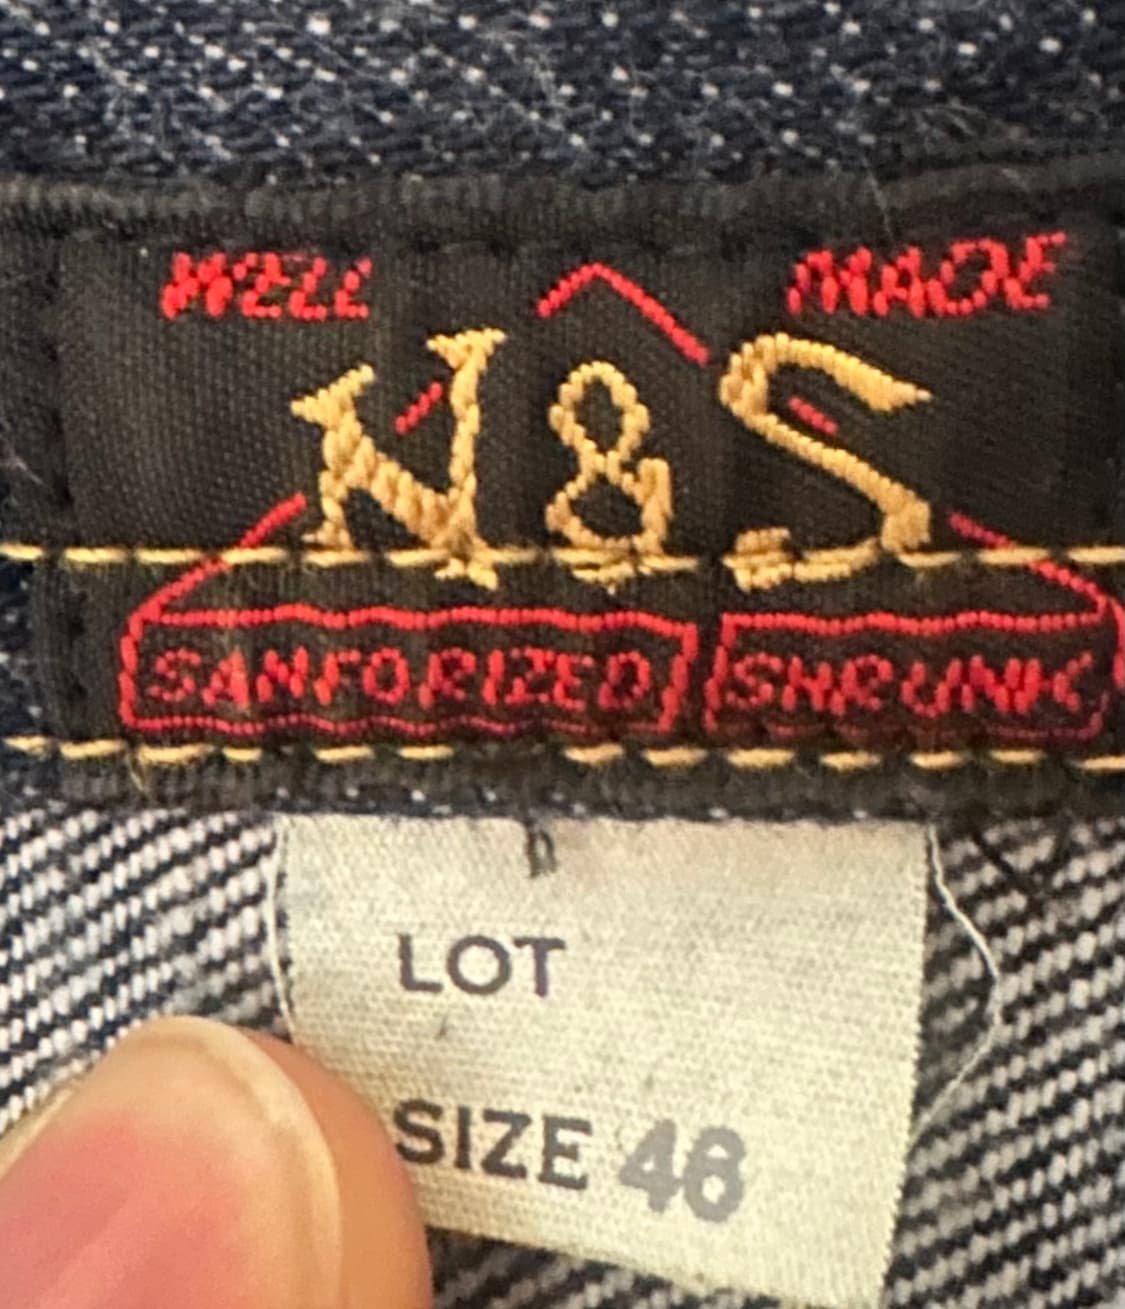 WELL MADE
N & S
SANFORIZED SHRUNK
LOT
SIZE 46